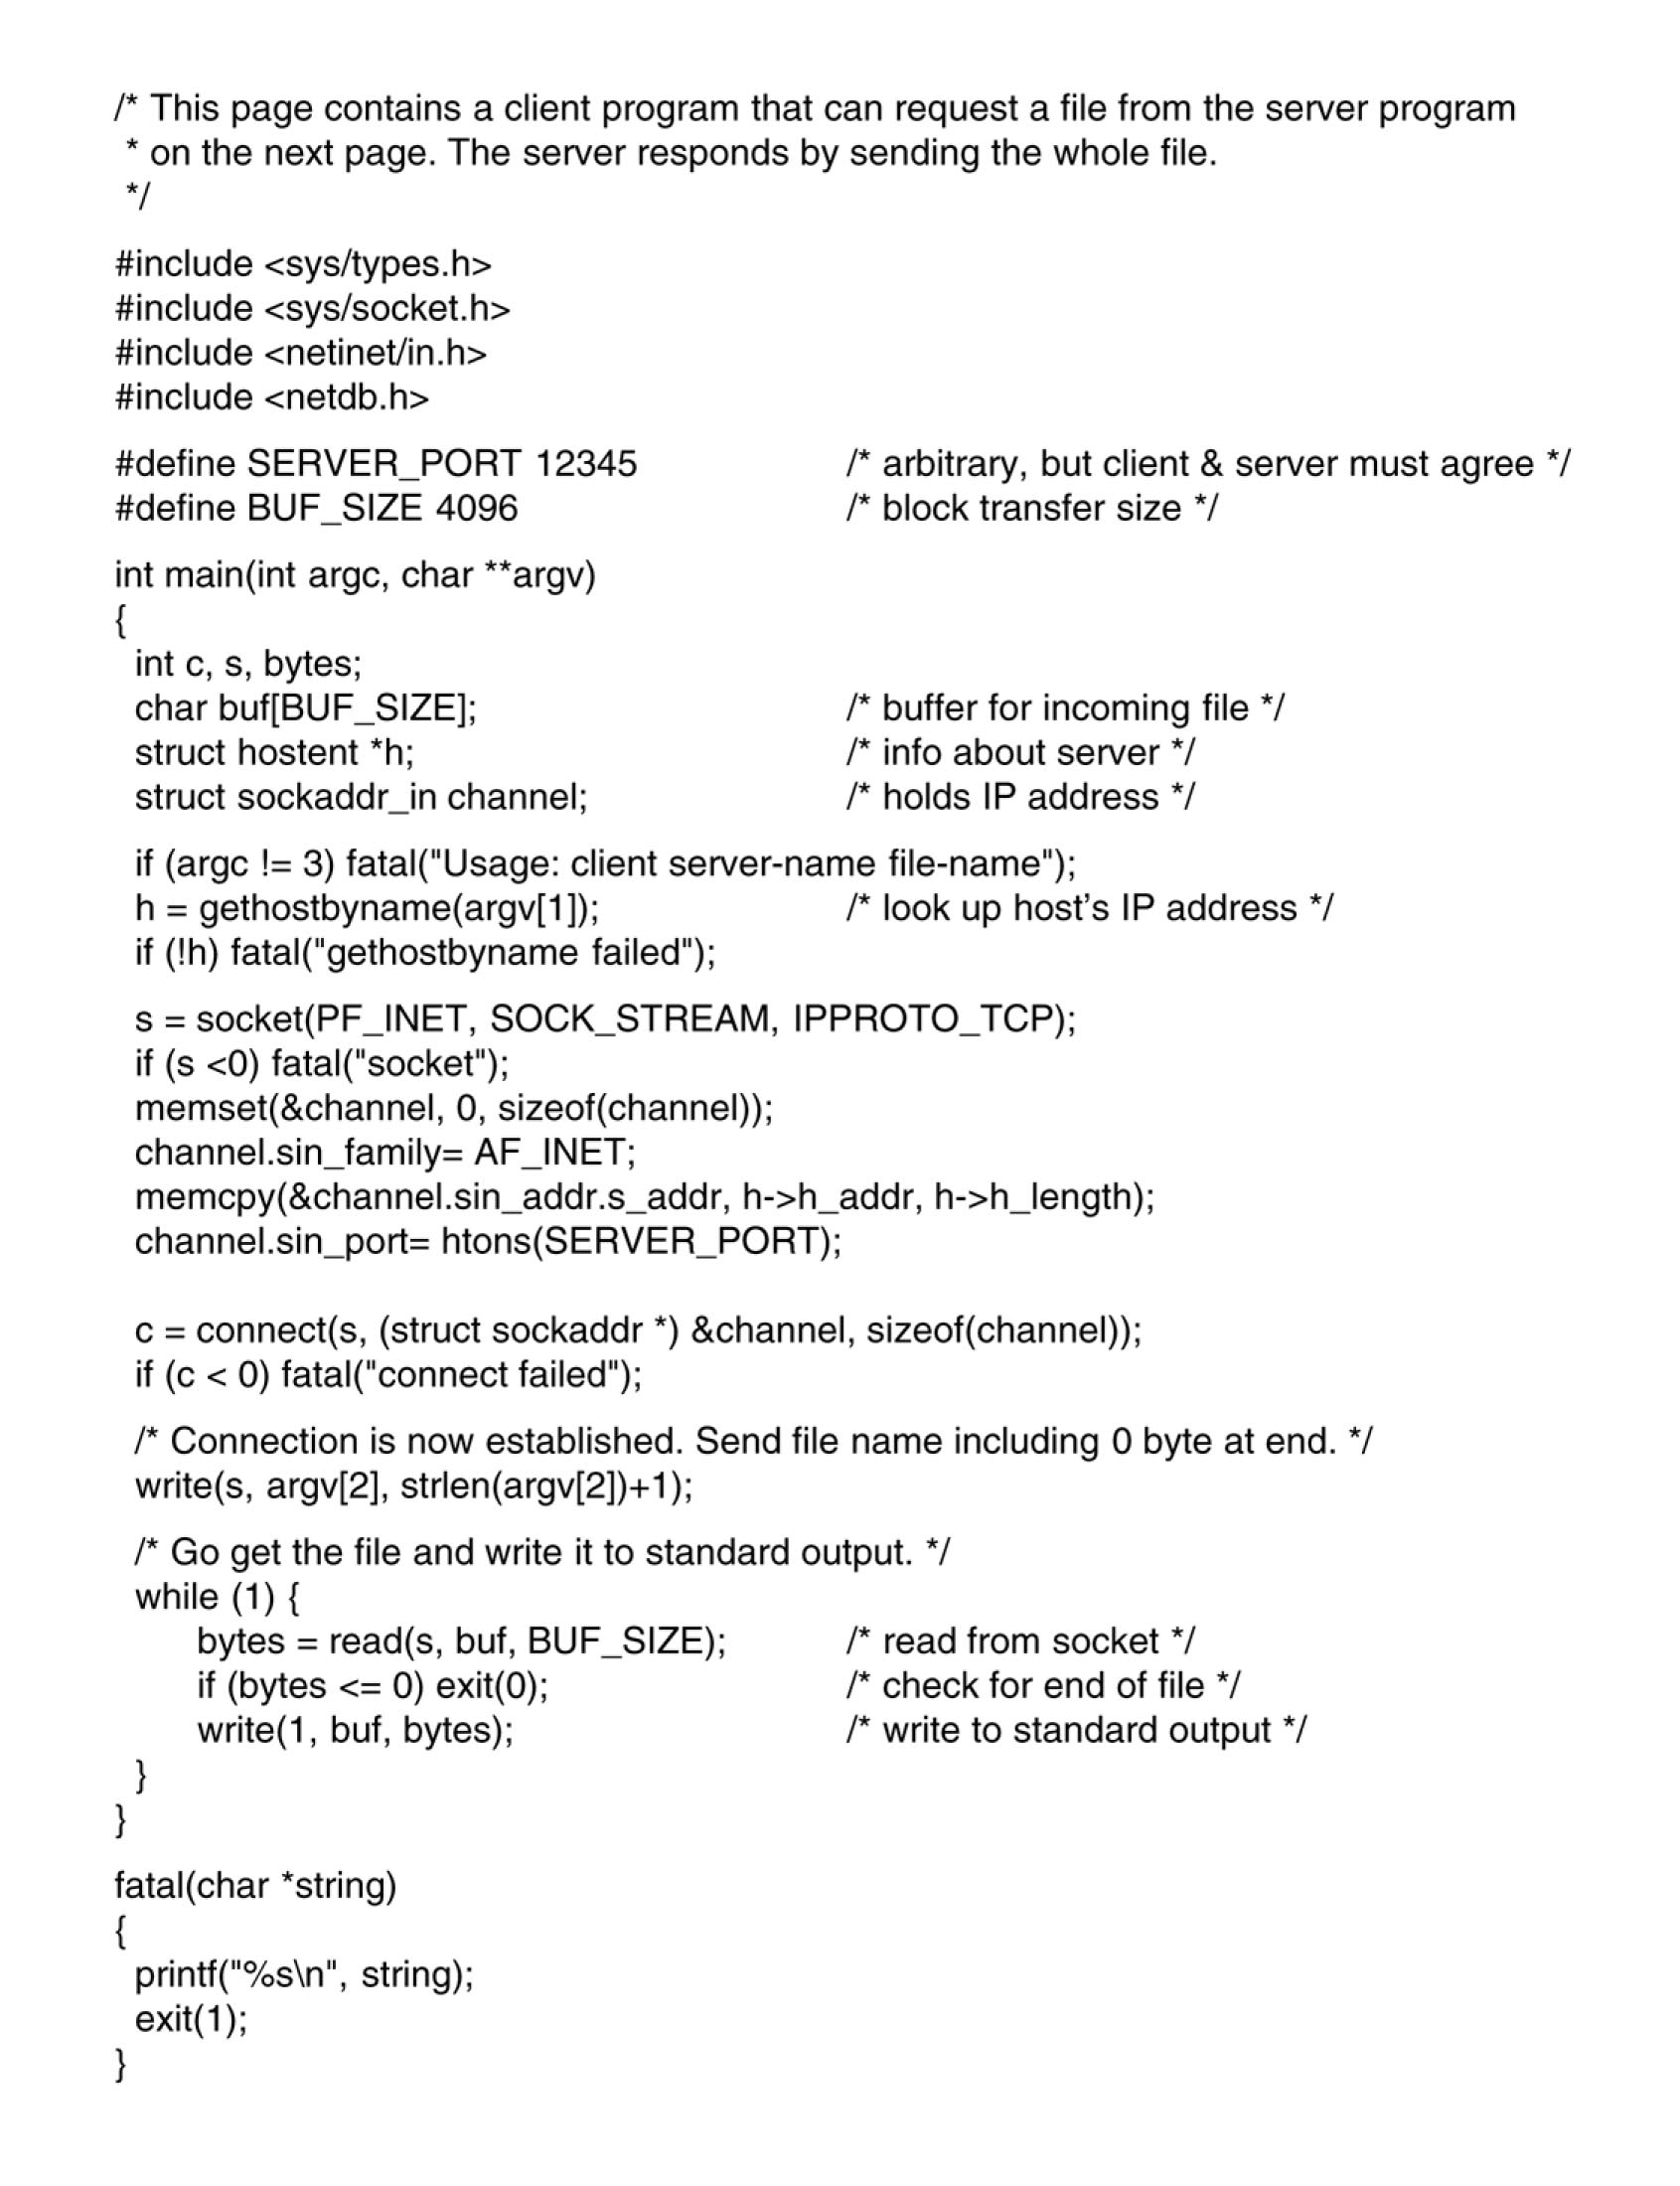 /* This page contains a client program that can request a file from the server program
* on the next page. The server responds by sending the whole file.
*/
#include <sys/types.h>
#include <sys/socket.h>
#include <netinet/in.h>
#include <netdb.h>
#define SERVER_PORT 12345 /* arbitrary, but client & server must agree */
#define BUF_SIZE 4096 /* block transfer size */
int main(int argc, char **argv)
{
int c, s, bytes;
char buf[BUF_SIZE]; /* buffer for incoming file */
struct hostent *h; /* info about server */
struct sockaddr_in channel; /* holds IP address */
if (argc != 3) fatal("Usage: client server-name file-name");
h = gethostbyname(argv[1]); /* look up host’s IP address */
if (!h) fatal("gethostbyname failed");
s = socket(PF_INET, SOCK_STREAM, IPPROTO_TCP);
if (s <0) fatal("socket");
memset(&channel, 0, sizeof(channel));
channel.sin_family= AF_INET;
memcpy(&channel.sin_addr.s_addr, h->h_addr, h->h_length);
channel.sin_port= htons(SERVER_PORT);
c = connect(s, (struct sockaddr *) &channel, sizeof(channel));
if (c < 0) fatal("connect failed");
/* Connection is now established. Send file name including 0 byte at end. */
write(s, argv[2], strlen(argv[2])+1);
/* Go get the file and write it to standard output. */
while (1) {
bytes = read(s, buf, BUF_SIZE); /* read from socket */
if (bytes <= 0) exit(0); /* check for end of file */
write(1, buf, bytes); /* write to standard output */
}
}
fatal(char *string)
{
printf("%s\n", string);
exit(1);
}